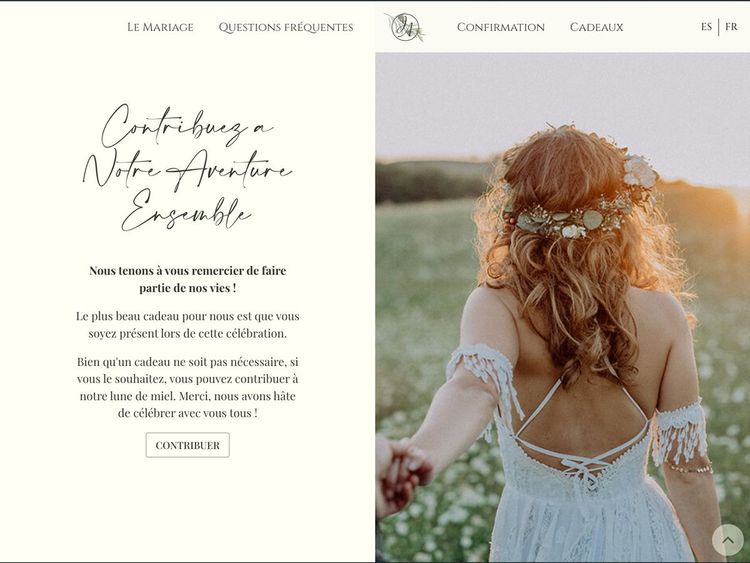 Le Mariage
Questions fréquentes
Confirmation
Cadeaux
ES
FR
Contribuez a
Notre Aventure
Ensemble
Nous tenons à vous remercier de faire
partie de nos vies !
Le plus beau cadeau pour nous est que vous
soyez présent lors de cette célébration.
Bien qu'un cadeau ne soit pas nécessaire, si
vous le souhaitez, vous pouvez contribuer à
notre lune de miel. Merci, nous avons hâte
de célébrer avec vous tous !
CONTRIBUER